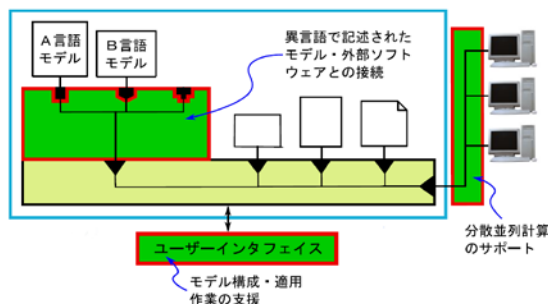 A言語
モデル
B言語
モデル
異言語で記述された
モデル・外部ソフト
ウェアとの接続
ユーザーインタフェイス
モデル構成・適用
作業の支援
分散並列計算
のサポート